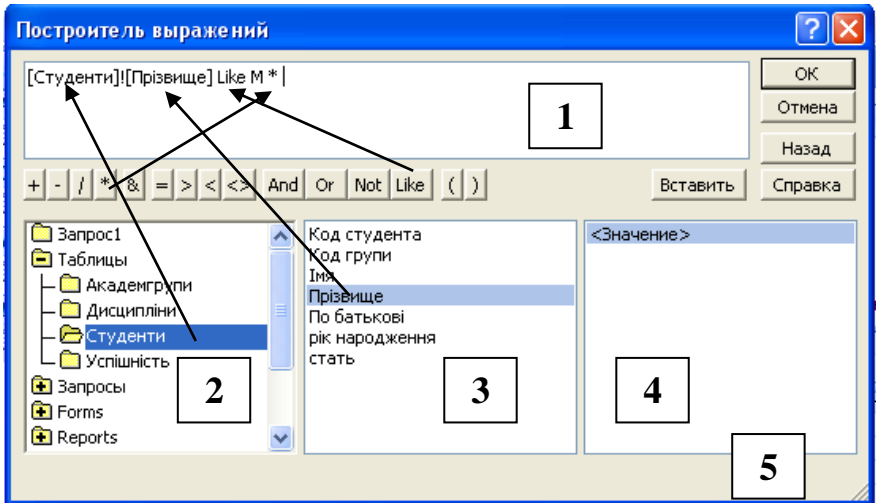 Построитель выражений
[Студенти]![Прізвище] Like M *
1
ОК
Отмена
Назад
+ - / * & = > < <> And Or Not Like ( ) Вставить Справка
Запрос1
Таблицы
Академгрупи
Дисципліни
Студенти
Успішність
Запросы
Forms
Reports
2
Код студента
Код групи
Імя
Прізвище
По батькові
рік народження
стать
3
<Значение>
4
5